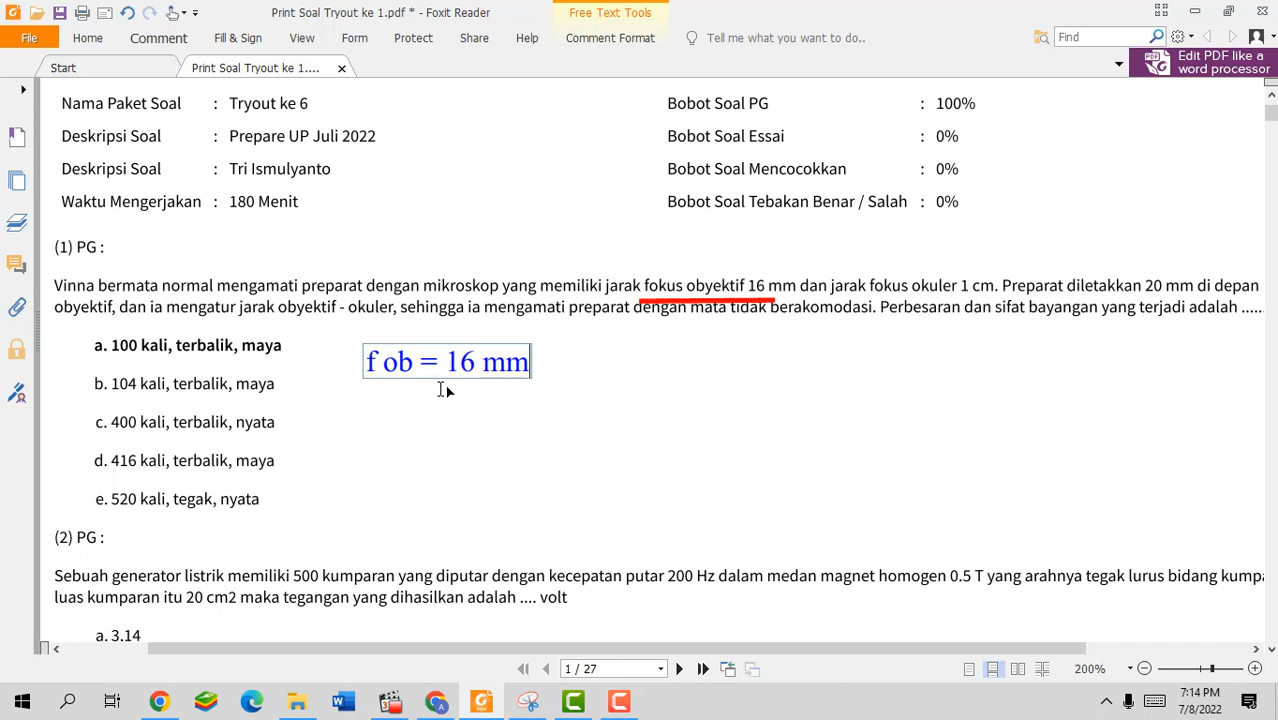 Print Soal Tryout ke 1.pdf * - Foxit Reader
Free Text Tools
File Home Comment Fill & Sign View Form Protect Share Help Comment Format Tell me what you want to do.. Find
Start Print Soal Tryout ke 1.... Edit PDF like a
word processor
Nama Paket Soal : Tryout ke 6 Bobot Soal PG : 100%
Deskripsi Soal : Prepare UP Juli 2022 Bobot Soal Essai : 0%
Deskripsi Soal : Tri Ismulyanto Bobot Soal Mencocokkan : 0%
Waktu Mengerjakan : 180 Menit Bobot Soal Tebakan Benar / Salah : 0%
(1) PG :
Vinna bermata normal mengamati preparat dengan mikroskop yang memiliki jarak fokus obyektif 16 mm dan jarak fokus okuler 1 cm. Preparat diletakkan 20 mm di depan
obyektif, dan ia mengatur jarak obyektif - okuler, sehingga ia mengamati preparat dengan mata tidak berakomodasi. Perbesaran dan sifat bayangan yang terjadi adalah ......
a. 100 kali, terbalik, maya
f ob = 16 mm
b. 104 kali, terbalik, maya
c. 400 kali, terbalik, nyata
d. 416 kali, terbalik, maya
e. 520 kali, tegak, nyata
(2) PG :
Sebuah generator listrik memiliki 500 kumparan yang diputar dengan kecepatan putar 200 Hz dalam medan magnet homogen 0.5 T yang arahnya tegak lurus bidang kumpa
luas kumparan itu 20 cm2 maka tegangan yang dihasilkan adalah .... volt
a. 3.14
1 / 27
200%
7:14 PM
7/8/2022